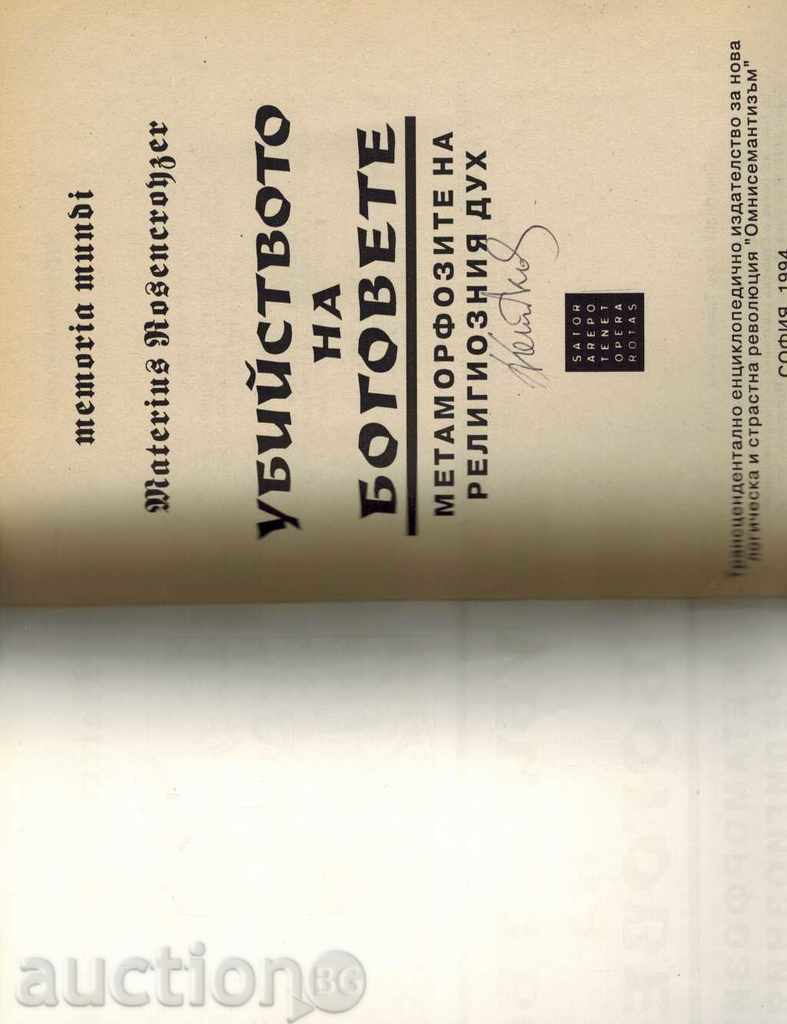 memoria mundi
Materius Rosencroyzer
УБИЙСТВОТО
НА
БОГОВЕТЕ
МЕТАМОРФОЗИТЕ НА
РЕЛИГИОЗНИЯ ДУХ
SATOR
AREPO
TENET
OPERA
ROTAS
Трансцендентално енциклопедично издателство за нова
логическа и страстна революция "Омнисемантизъм"
СОФИЯ, 1994
auction
BG